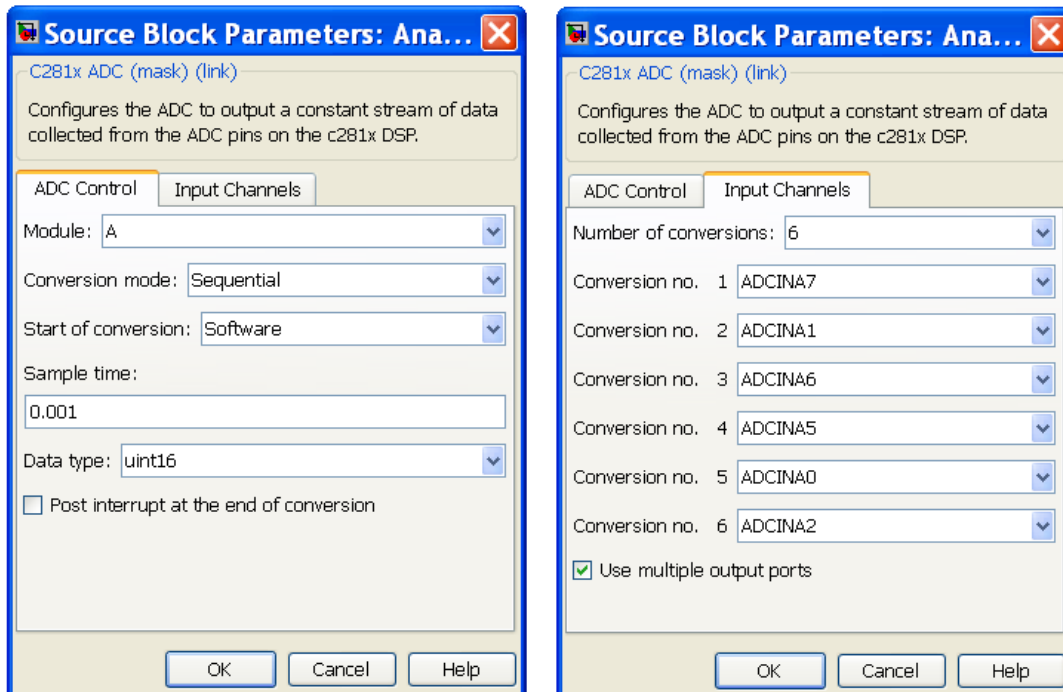 Source Block Parameters: Ana...
C281x ADC (mask) (link)
Configures the ADC to output a constant stream of data
collected from the ADC pins on the c281x DSP.
ADC Control Input Channels
Module: A
Conversion mode: Sequential
Start of conversion: Software
Sample time:
0.001
Data type: uint16
Post interrupt at the end of conversion
OK Cancel Help
Source Block Parameters: Ana...
C281x ADC (mask) (link)
Configures the ADC to output a constant stream of data
collected from the ADC pins on the c281x DSP.
ADC Control Input Channels
Number of conversions: 6
Conversion no. 1 ADCINA7
Conversion no. 2 ADCINA1
Conversion no. 3 ADCINA6
Conversion no. 4 ADCINA5
Conversion no. 5 ADCINA0
Conversion no. 6 ADCINA2
Use multiple output ports
OK Cancel Help